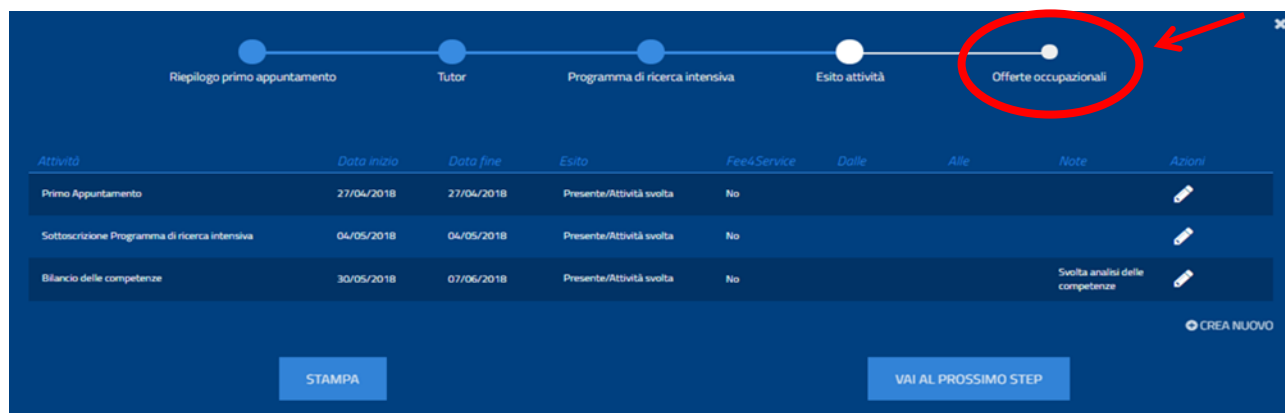 Riepilogo primo appuntamento Tutor Programma di ricerca intensiva Esito attività Offerte occupazionali
Attività Data inizio Data fine Esito Fee4Service Dalle Alle Note Azioni
Primo Appuntamento 27/04/2018 27/04/2018 Presente/Attività svolta No
Sottoscrizione Programma di ricerca intensiva 04/05/2018 04/05/2018 Presente/Attività svolta No
Bilancio delle competenze 30/05/2018 07/06/2018 Presente/Attività svolta No Svolta analisi delle
competenze
CREA NUOVO
STAMPA VAI AL PROSSIMO STEP